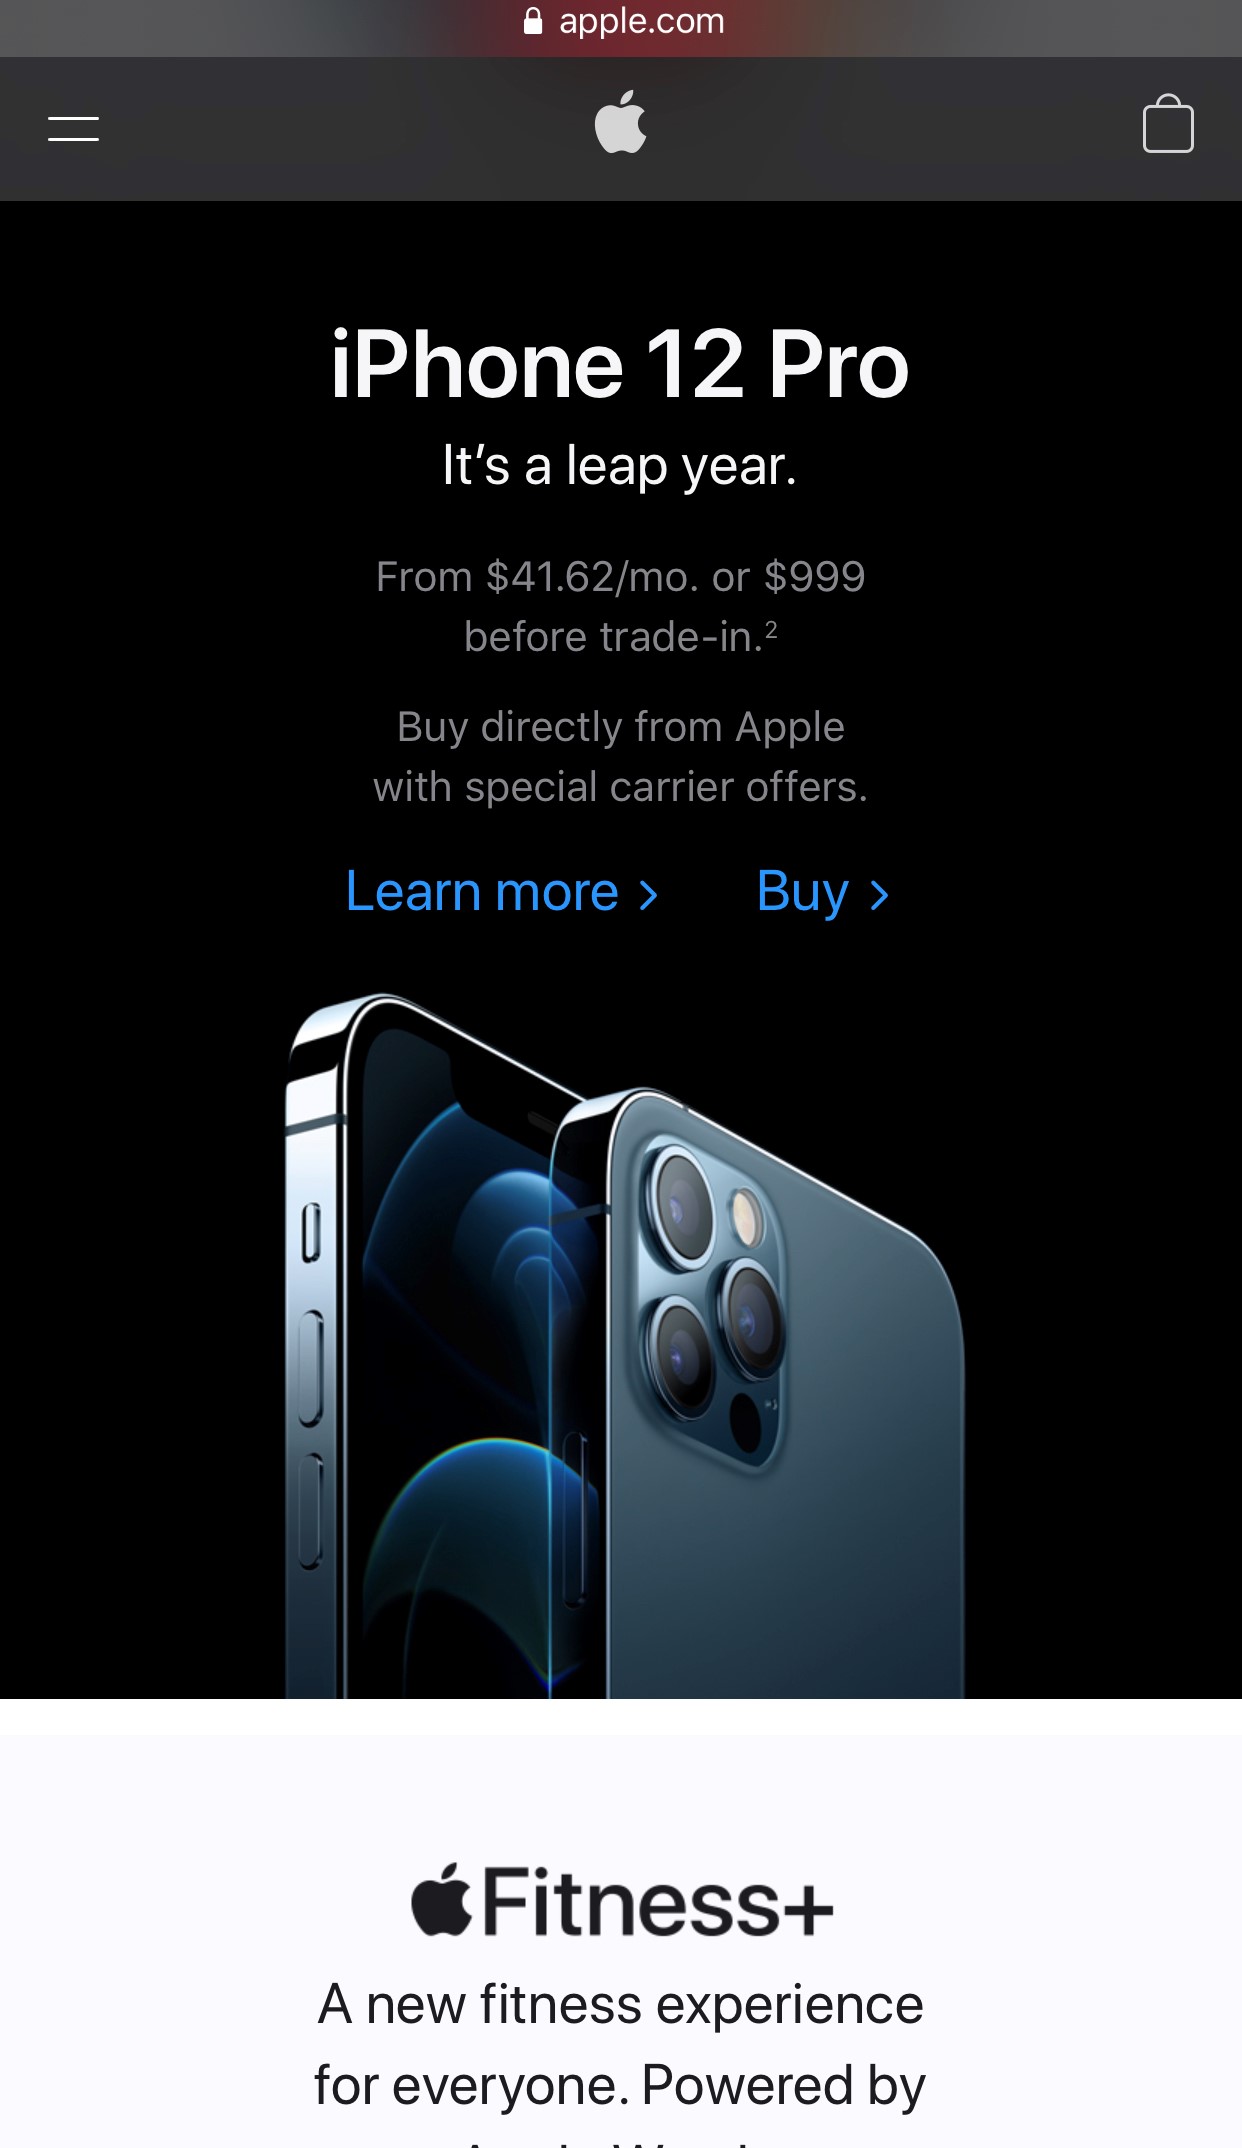 apple.com
iPhone 12 Pro
It’s a leap year.
From $41.62/mo. or $999
before trade-in.²
Buy directly from Apple
with special carrier offers.
Learn more >
Buy >
Fitness+
A new fitness experience
for everyone. Powered by